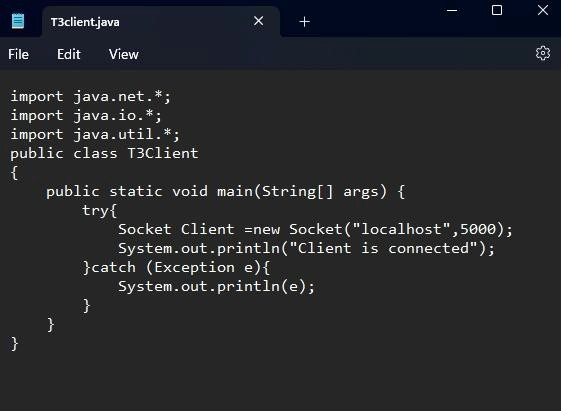 T3client.java
File Edit View
import java.net.*;
import java.io.*;
import java.util.*;
public class T3Client
{
    public static void main(String[] args) {
        try{
            Socket Client =new Socket("localhost",5000);
            System.out.println("Client is connected");
        }catch (Exception e){
            System.out.println(e);
        }
    }
}